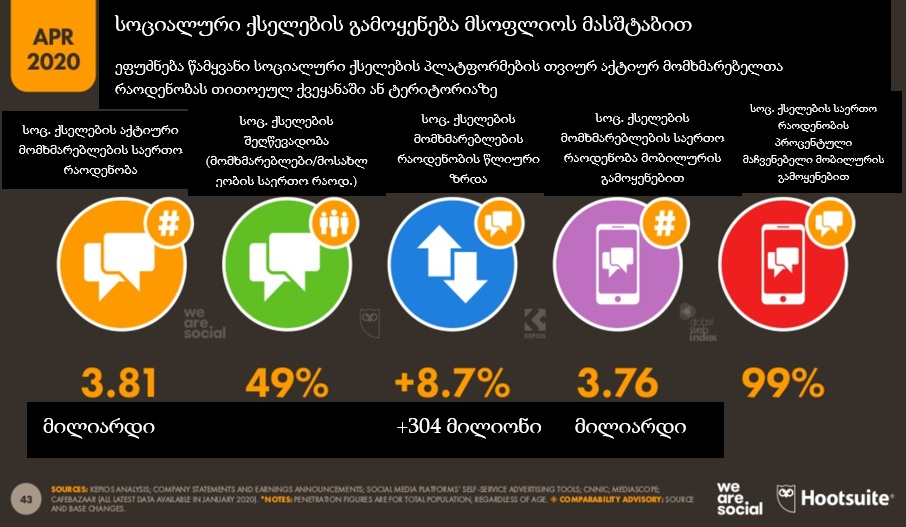 APR
2020
სოციალური ქსელების გამოყენება მსოფლიოს მასშტაბით
ეფუძნება წამყვანი სოციალური ქსელების პლატფორმების თვიურ აქტიურ მომხმარებელთა
რაოდენობას თითოეულ ქვეყანაში ან ტერიტორიაზე
სოც. ქსელების აქტიური
მომხმარებლების საერთო
რაოდენობა
სოც. ქსელების
შეღწევადობა
(მომხმარებლები/მოსახლ
ეობის საერთო რაოდ.)
სოც. ქსელების
მომხმარებლების
რაოდენობის წლიური
ზრდა
სოც. ქსელების
მომხმარებლების საერთო
რაოდენობა მობილურის
გამოყენებით
სოც. ქსელების საერთო
რაოდენობის
პროცენტული
მაჩვენებელი მობილურის
გამოყენებით
#
#
we
are
social
KEPIOS
global
web
index
3.81
49%
+8.7%
3.76
99%
მილიარდი
+304 მილიონი
მილიარდი
43
SOURCES: KEPIOS ANALYSIS; COMPANY STATEMENTS AND EARNINGS ANNOUNCEMENTS; SOCIAL MEDIA PLATFORMS' SELF-SERVICE ADVERTISING TOOLS; CNNIC; MEDIASCOPE;
CAFEBAZAAR (ALL LATEST DATA AVAILABLE IN JANUARY 2020). *NOTES: PENETRATION FIGURES ARE FOR TOTAL POPULATION, REGARDLESS OF AGE. ❖ COMPARABILITY ADVISORY: SOURCE
AND BASE CHANGES.
we
are
social
Hootsuite®